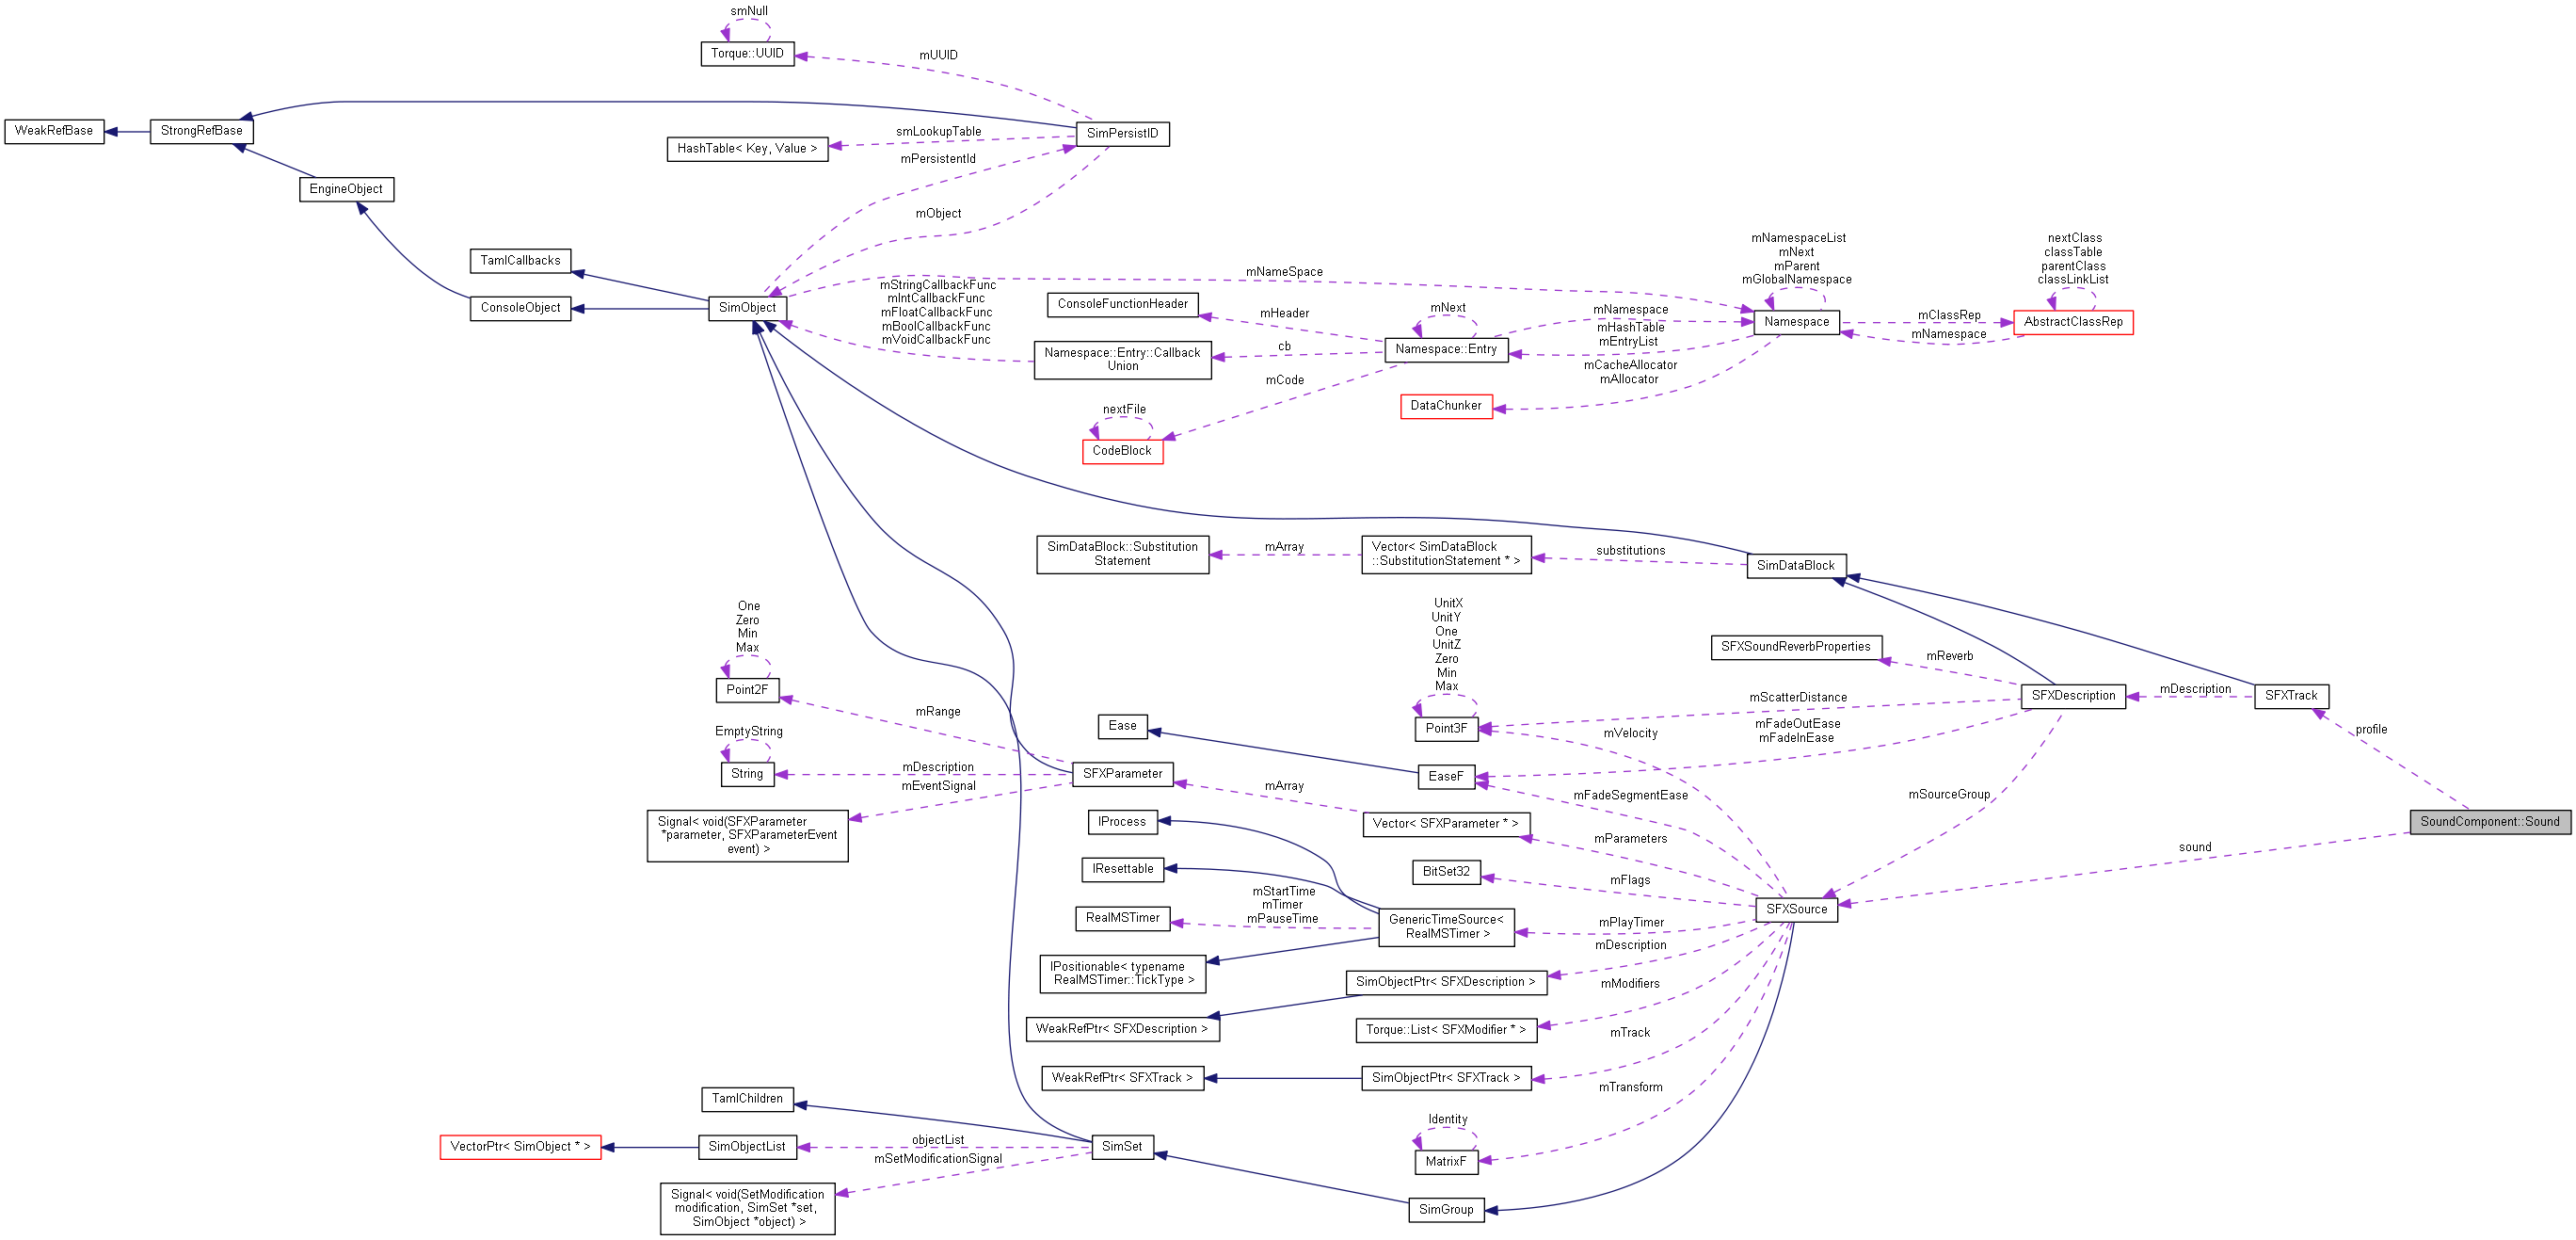 smNull
Torque::UUID
mUUID
WeakRefBase
StrongRefBase
SimPersistID
smLookupTable
HashTable< Key, Value >
mPersistentId
EngineObject
mObject
TamlCallbacks
ConsoleObject
SimObject
mNameSpace
mStringCallbackFunc
mIntCallbackFunc
mFloatCallbackFunc
mBoolCallbackFunc
mVoidCallbackFunc
ConsoleFunctionHeader
mHeader
Namespace::Entry::Callback
Union
cb
mCode
mNext
Namespace::Entry
mNamespace
mHashTable
mEntryList
mCacheAllocator
mAllocator
DataChunker
nextFile
CodeBlock
mNamespaceList
mNext
mParent
mGlobalNamespace
Namespace
mClassRep
mNamespace
nextClass
classTable
parentClass
classLinkList
AbstractClassRep
SimDataBlock::Substitution
Statement
mArray
Vector< SimDataBlock
::SubstitutionStatement * >
substitutions
SimDataBlock
One
Zero
Min
Max
Point2F
mRange
EmptyString
String
mDescription
mEventSignal
Signal< void(SFXParameter
*parameter, SFXParameterEvent
event) >
SFXParameter
UnitX
UnitY
One
UnitZ
Zero
Min
Max
Point3F
SFXSoundReverbProperties
mReverb
mScatterDistance
mFadeOutEase
mFadeInEase
mVelocity
SFXDescription
mDescription
SFXTrack
profile
Ease
EaseF
mFadeSegmentEase
mSourceGroup
SoundComponent::Sound
sound
mArray
Vector< SFXParameter * >
mParameters
IProcess
IResettable
BitSet32
mFlags
RealMSTimer
mStartTime
mTimer
mPauseTime
GenericTimeSource<
RealMSTimer >
mPlayTimer
SFXSource
IPositionable< typename
RealMSTimer::TickType >
mDescription
SimObjectPtr< SFXDescription >
mModifiers
WeakRefPtr< SFXDescription >
Torque::List< SFXModifier * >
mTrack
WeakRefPtr< SFXTrack >
SimObjectPtr< SFXTrack >
mTransform
TamlChildren
Identity
MatrixF
VectorPtr< SimObject * >
SimObjectList
objectList
SimSet
mSetModificationSignal
Signal< void(SetModification
modification, SimSet *set,
SimObject *object) >
SimGroup